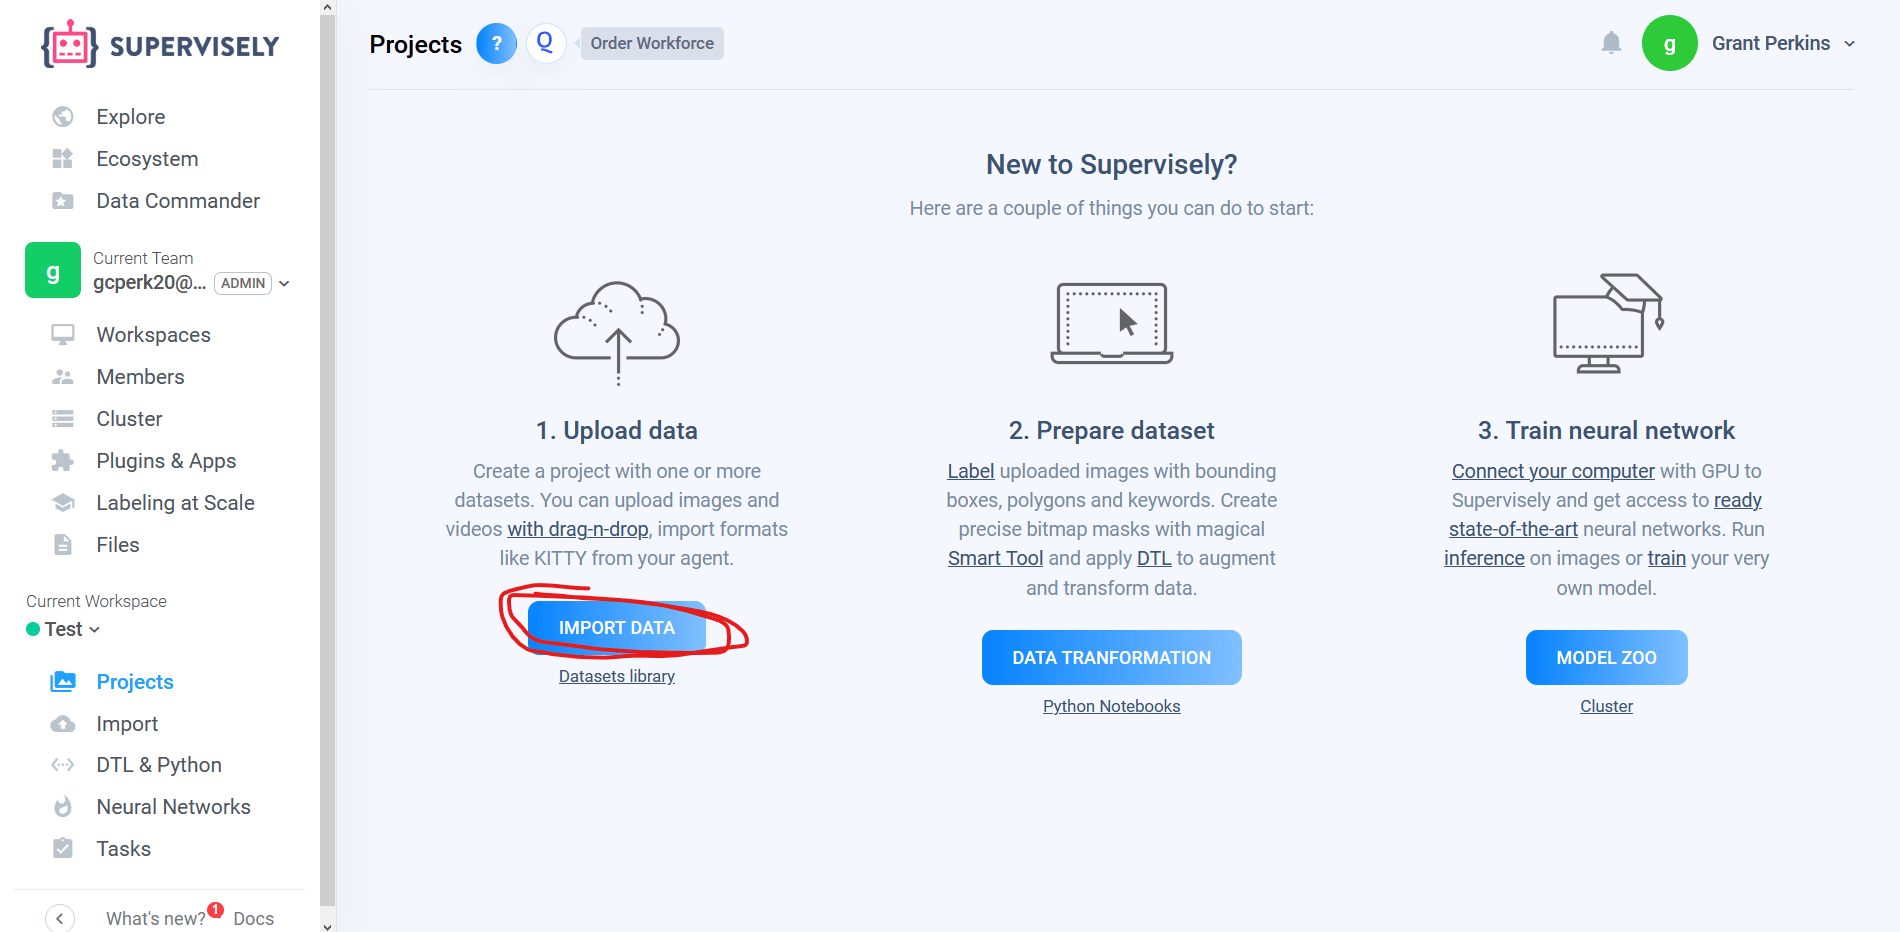 SUPERVISELY
Explore
Ecosystem
Data Commander
g
Current Team
gcperk20@... ADMIN
Workspaces
Members
Cluster
Plugins & Apps
Labeling at Scale
Files
Current Workspace
Test
Projects
Import
DTL & Python
Neural Networks
Tasks
What's new? 1 Docs
Projects ? Q Order Workforce
g Grant Perkins
New to Supervisely?
Here are a couple of things you can do to start:
1. Upload data
Create a project with one or more
datasets. You can upload images and
videos with drag-n-drop, import formats
like KITTY from your agent.
IMPORT DATA
Datasets library
2. Prepare dataset
Label uploaded images with bounding
boxes, polygons and keywords. Create
precise bitmap masks with magical
Smart Tool and apply DTL to augment
and transform data.
DATA TRANFORMATION
Python Notebooks
3. Train neural network
Connect your computer with GPU to
Supervisely and get access to ready
state-of-the-art neural networks. Run
inference on images or train your very
own model.
MODEL ZOO
Cluster